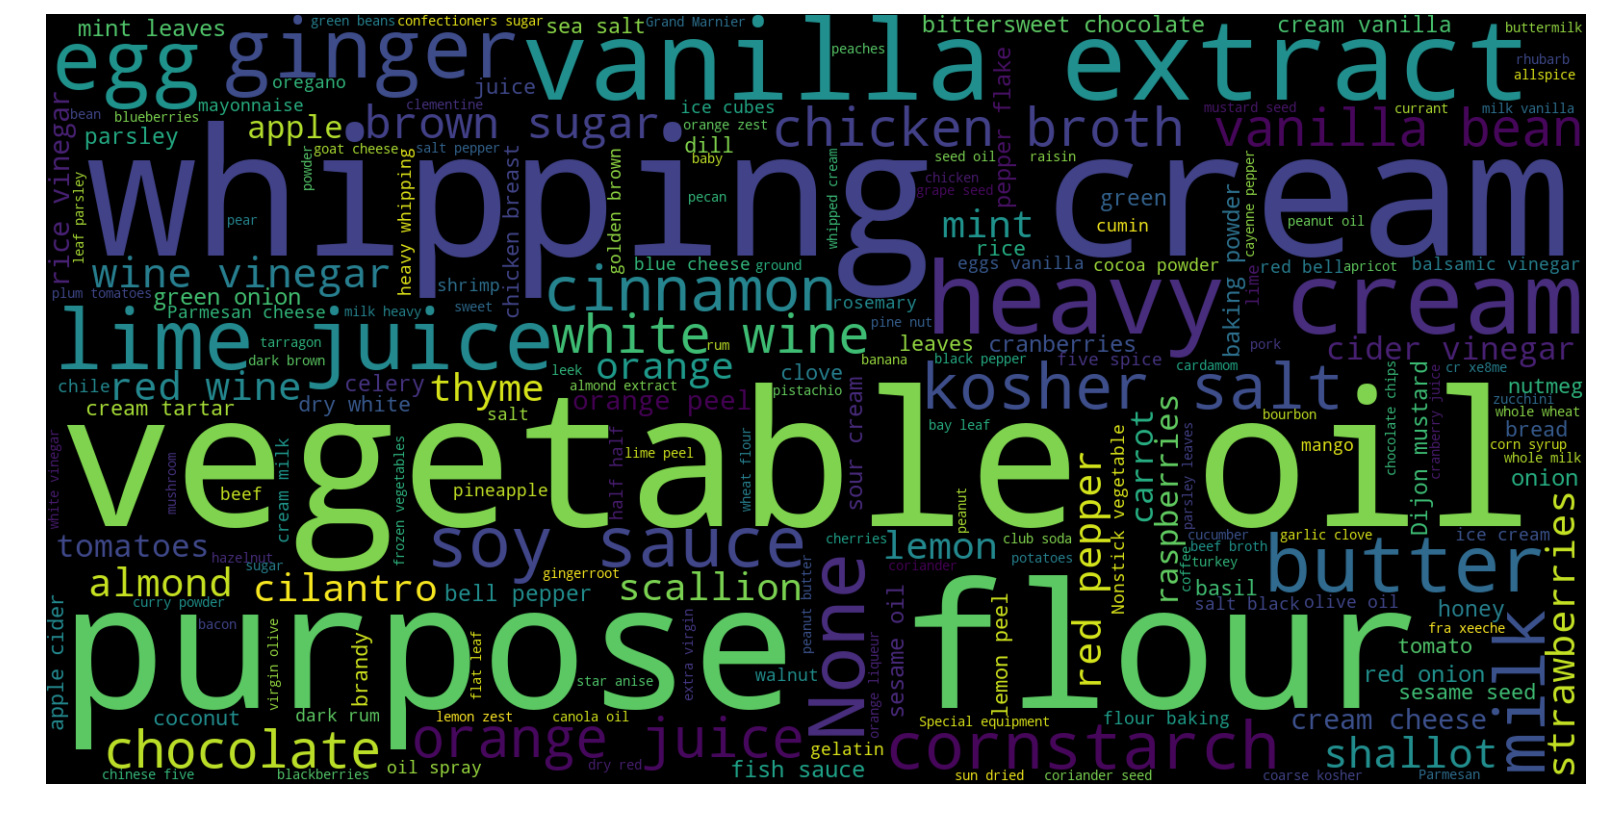 mint leaves
green beans
confectioners sugar
sea salt
Grand Marnier
bittersweet chocolate
cream vanilla
buttermilk
egg
ginger
vanilla extract
peaches
rhubarb
allspice
oregano
juice
pepper flake
rice vinegar
bean
blueberries
mayonnaise
clementine
ice cubes
orange zest
mustard seed
currant
milk vanilla
parsley
apple
brown sugar
dill
chicken broth
vanilla bean
powder
goat cheese
salt pepper
heavy whipping
chicken breast
golden brown
baby
whipped cream
seed oil
raisin
whipping cream
leaf parsley
pear
pecan
chicken
grape seed
green
cumin
baking powder
cayenne pepper
peanut oil
mint
rice
lime
wine vinegar
shrimp
cinnamon
blue cheese
ground
eggs vanilla
cocoa powder
red bell
apricot
balsamic vinegar
plum tomatoes
green onion
sweet
rosemary
heavy cream
Parmesan cheese
milk heavy
pine nut
lime juice
white wine
tarragon
rum
leaves
cranberries
pork
cider vinegar
dark brown
leek
orange
banana
black pepper
five spice
cardamom
cr xe8me
chile
red wine
celery
thyme
almond extract
clove
pistachio
kosher salt
Dijon mustard
chocolate chips
cranberry juice
nutmeg
zucchini
cream tartar
dry white
salt
orange peel
sour cream
bay leaf
carrot
raspberries
bourbon
whole wheat
bread
vegetable oil
white vinegar
mushroom
cream milk
frozen vegetables
half half
lime peel
wheat flour
red pepper
Nonstick vegetable
parsley leaves
mango
corn syrup
whole milk
beef
pineapple
peanut
onion
tomatoes
hazelnut
sugar
soy sauce
cherries
lemon
club soda
potatoes
cucumber
beef broth
turkey
coffee
garlic clove
ice cream
strawberries
almond
cilantro
gingerroot
bell pepper
scallion
peanut butter
None
coriander
basil
butter
curry powder
bacon
salt black
olive oil
honey
fra xeeche
purpose flour
apple cider
virgin olive
brandy
flat leaf
star anise
extra virgin
walnut
orange liqueur
sesame oil
lemon peel
tomato
red onion
sesame seed
milk
coconut
dark rum
lemon zest
canola oil
Special equipment
flour baking
cream cheese
chocolate
orange juice
gelatin
cornstarch
shallot
chinese five
blackberries
oil spray
dry red
fish sauce
sun dried
coriander seed
coarse kosher
Parmesan